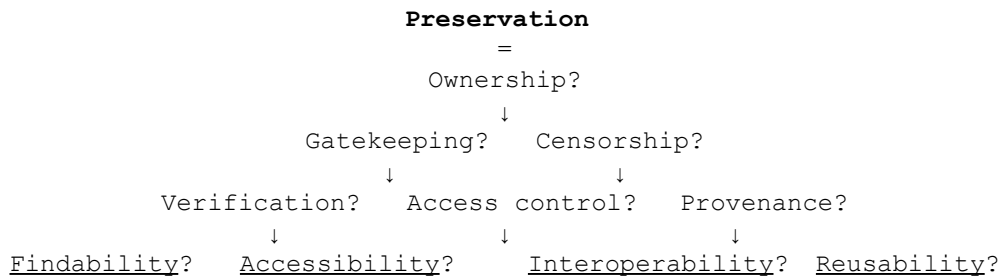 Preservation
=
Ownership?
↓
Gatekeeping? Censorship?
↓ ↓
Verification? Access control? Provenance?
↓ ↓ ↓
Findability? Accessibility? Interoperability? Reusability?